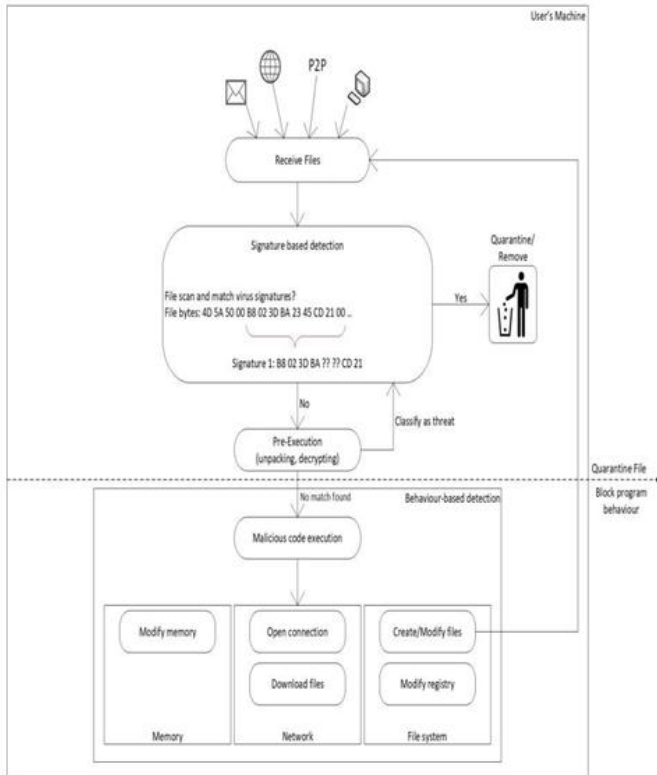 User's Machine
P2P
Receive Files
Signature based detection
Quarantine/
Remove
File scan and match virus signatures?
File bytes: 4D 5A 50 00 B8 02 3D BA 23 45 CD 21 00 ..
Yes
Signature 1: B8 02 3D BA ?? ?? CD 21
No
Classify as threat
Pre-Execution
(unpacking, decrypting)
Quarantine File
No match found
Behaviour-based detection
Block program
behaviour
Malicious code execution
Modify memory
Open connection
Create/Modify files
Download files
Modify registry
Memory
Network
File system